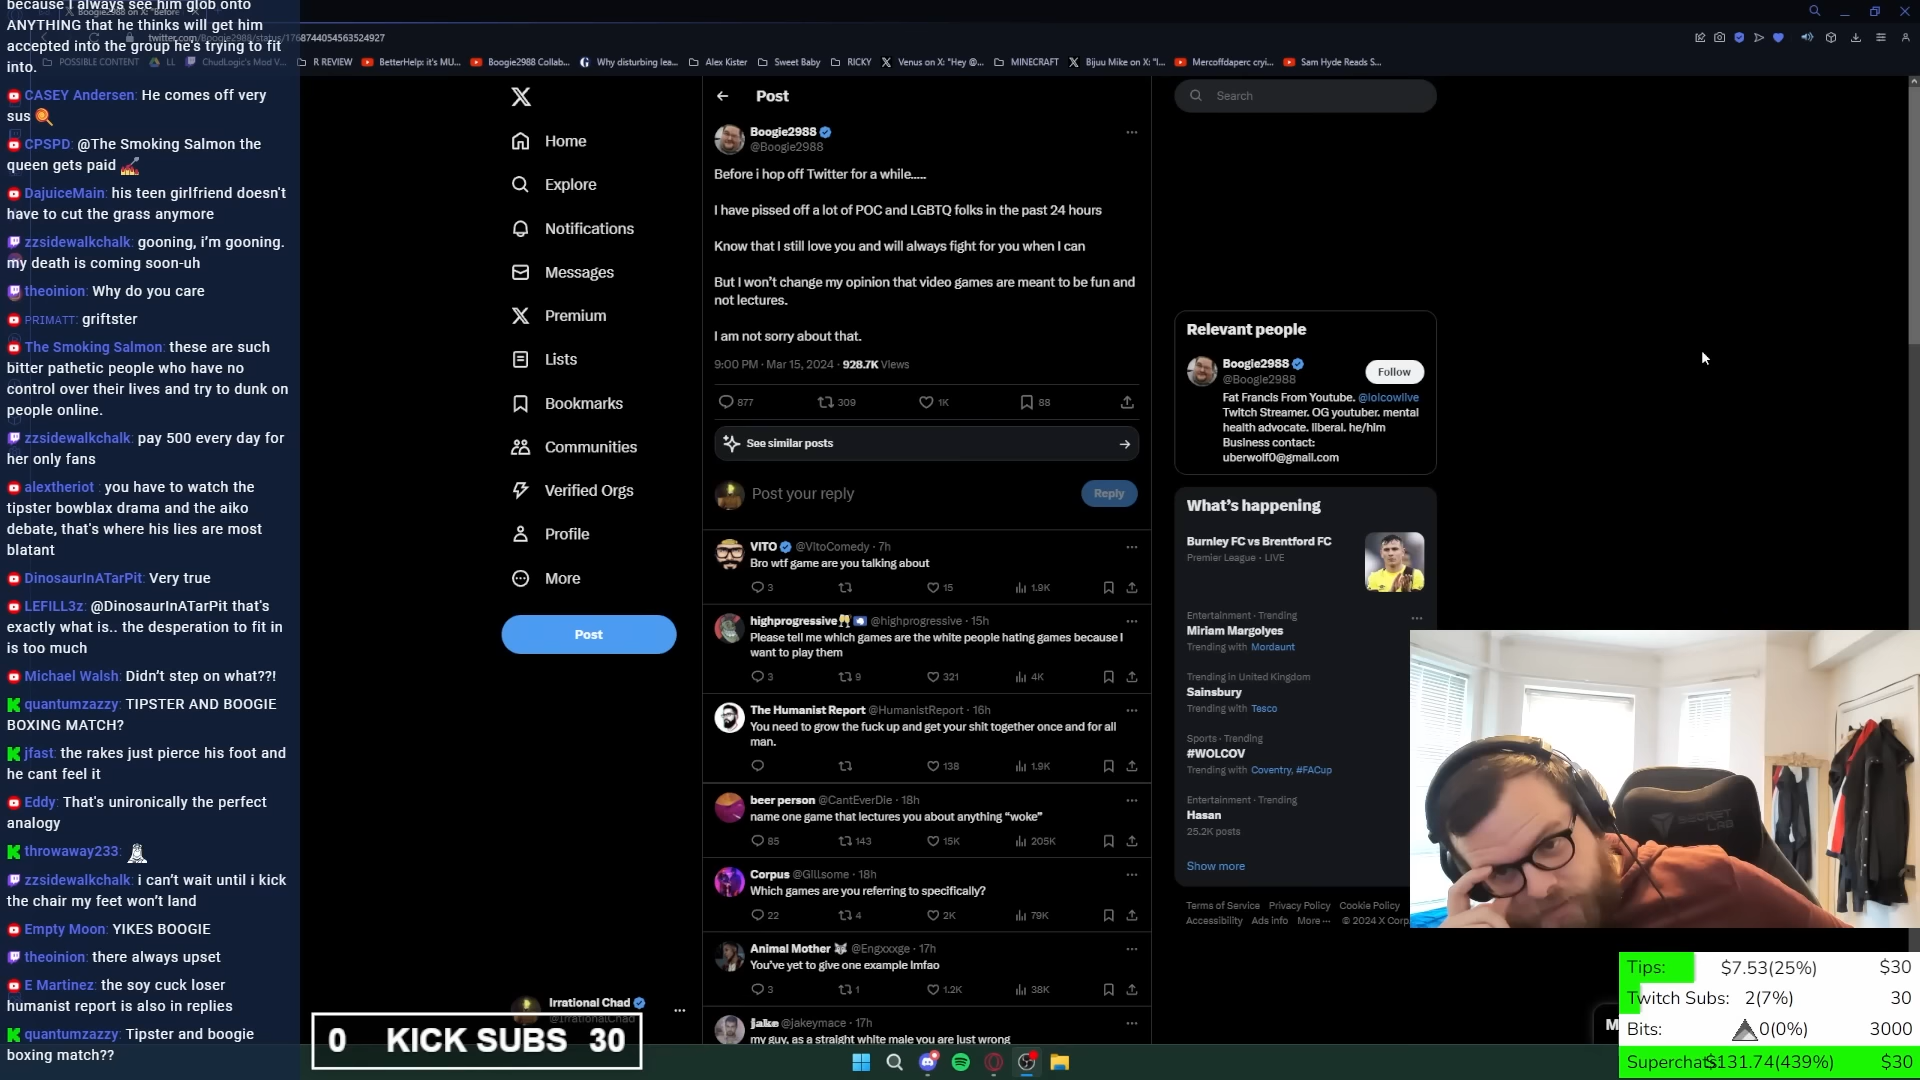 because I always see him glob onto
ANYTHING that he thinks will get him
accepted into the group he's trying to fit
into.
CASEY Andersen: He comes off very
sus
CPSPD: @The Smoking Salmon the
queen gets paid
DajuiceMain: his teen girlfriend doesn't
have to cut the grass anymore
zzsidewalkchalk: gooning, i'm gooning.
my death is coming soon-uh
theoinion: Why do you care
PRIMATT: griftster
The Smoking Salmon: these are such
bitter pathetic people who have no
control over their lives and try to dunk on
people online.
zzsidewalkchalk: pay 500 every day for
her only fans
alextheriot: you have to watch the
tipster bowblax drama and the aiko
debate, that's where his lies are most
blatant
DinosaurInATarPit: Very true
LEFILL3z: @DinosaurInATarPit that's
exactly what is.. the desperation to fit in
is too much
Michael Walsh: Didn't step on what??!
quantumzazzy: TIPSTER AND BOOGIE
BOXING MATCH?
jfast: the rakes just pierce his foot and
he cant feel it
Eddy: That's unironically the perfect
analogy
throwaway233:
zzsidewalkchalk: i can't wait until i kick
the chair my feet won't land
Empty Moon: YIKES BOOGIE
theoinion: there always upset
E Martinez: the soy cuck loser
humanist report is also in replies
quantumzazzy: Tipster and boogie
boxing match??
Boogie2988 on X: "Before
twitter.com/Boogie2988/status/1768744054563524927
POSSIBLE CONTENT
LL
ChudLogic's Mod V...
R REVIEW
BetterHelp: it's MU...
Boogie2988 Collab...
Why disturbing lea...
Alex Kister
Sweet Baby
RICKY
Venus on X: "Hey @...
MINECRAFT
Bijuu Mike on X: "I...
Mercoffdaperc cryi...
Sam Hyde Reads S...
Home
Explore
Notifications
Messages
Premium
Lists
Bookmarks
Communities
Verified Orgs
Profile
More
Post
Irrational Chad
@IrrationalChad
0 KICK SUBS 30
Post
Boogie2988
@Boogie2988
Before i hop off Twitter for a while.....
I have pissed off a lot of POC and LGBTQ folks in the past 24 hours
Know that I still love you and will always fight for you when I can
But I won't change my opinion that video games are meant to be fun and
not lectures.
I am not sorry about that.
9:00 PM · Mar 15, 2024 · 928.7K Views
877 309 1K 88
See similar posts
Post your reply
Reply
VITO @VitoComedy · 7h
Bro wtf game are you talking about
3 15 1.9K
highprogressive @highprogressive · 15h
Please tell me which games are the white people hating games because I
want to play them
3 9 321 4K
The Humanist Report @HumanistReport · 16h
You need to grow the fuck up and get your shit together once and for all
man.
138 1.9K
beer person @CantEverDie · 18h
name one game that lectures you about anything "woke"
85 143 15K 205K
Corpus @Gillsome · 18h
Which games are you referring to specifically?
22 4 2K 79K
Animal Mother @Engxxxge · 17h
You've yet to give one example lmfao
3 1 1.2K 38K
jake @jakeymace · 17h
my guy, as a straight white male you are just wrong
Search
Relevant people
Boogie2988
@Boogie2988
Follow
Fat Francis From Youtube. @lolcowlive
Twitch Streamer. OG youtuber. mental
health advocate. liberal. he/him
Business contact:
uberwolf0@gmail.com
What's happening
Burnley FC vs Brentford FC
Premier League · LIVE
Entertainment · Trending
Miriam Margolyes
Trending with Mordaunt
Trending in United Kingdom
Sainsbury
Trending with Tesco
Sports · Trending
#WOLCOV
Trending with Coventry, #FACup
Entertainment · Trending
Hasan
25.2K posts
Show more
Terms of Service Privacy Policy Cookie Policy
Accessibility Ads info More ··· © 2024 X Corp
SECRET
LAB
Tips: $7.53(25%) $30
Twitch Subs: 2(7%) 30
Bits: 0(0%) 3000
Superchats $131.74(439%) $30